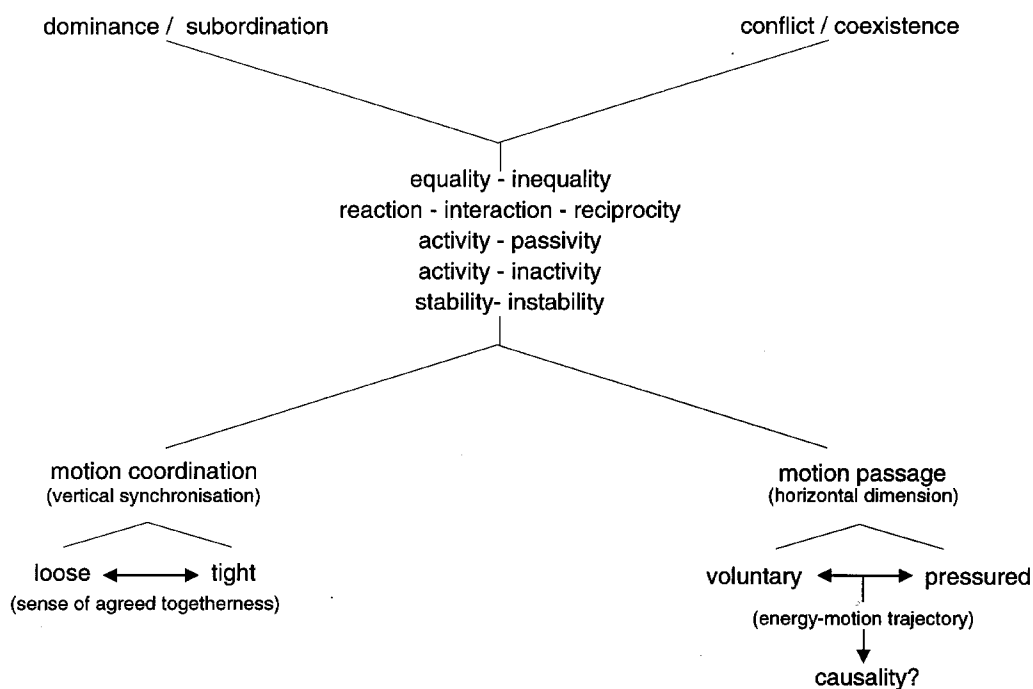 dominance / subordination
conflict / coexistence
equality - inequality
reaction - interaction - reciprocity
activity - passivity
activity - inactivity
stability- instability
motion coordination
(vertical synchronisation)
motion passage
(horizontal dimension)
loose
tight
(sense of agreed togetherness)
voluntary
pressured
(energy-motion trajectory)
causality?